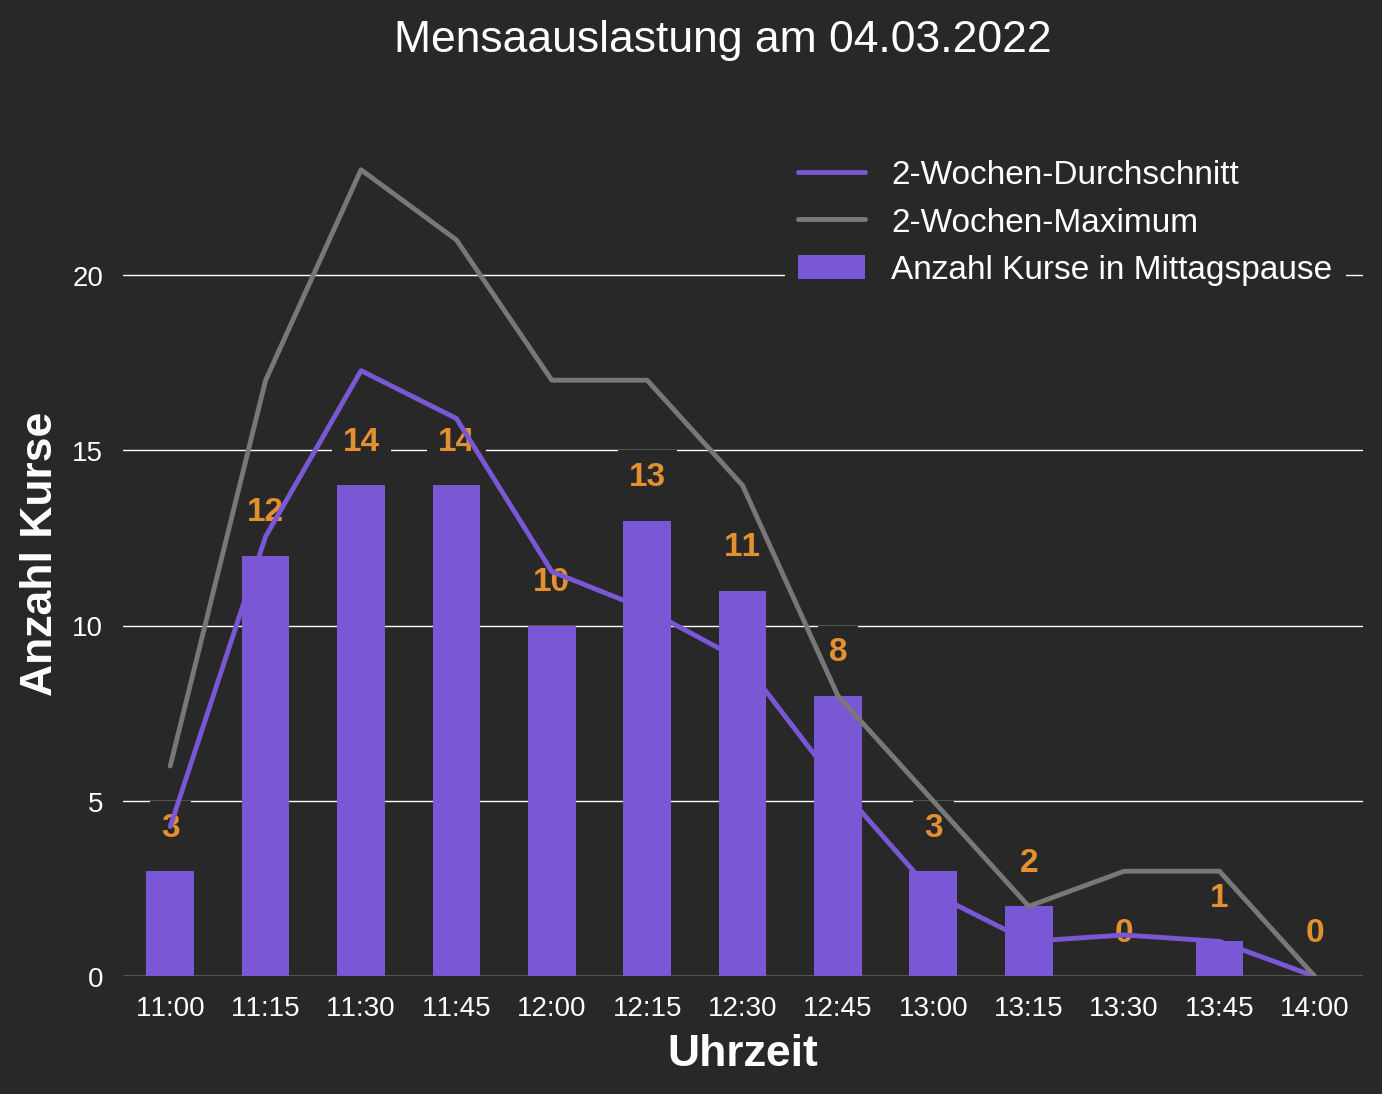 Mensaauslastung am 04.03.2022
2-Wochen-Durchschnitt
2-Wochen-Maximum
Anzahl Kurse in Mittagspause
Anzahl Kurse
20
15
10
5
0
3
12
14
14
10
13
11
8
3
2
0
1
0
11:00 11:15 11:30 11:45 12:00 12:15 12:30 12:45 13:00 13:15 13:30 13:45 14:00
Uhrzeit